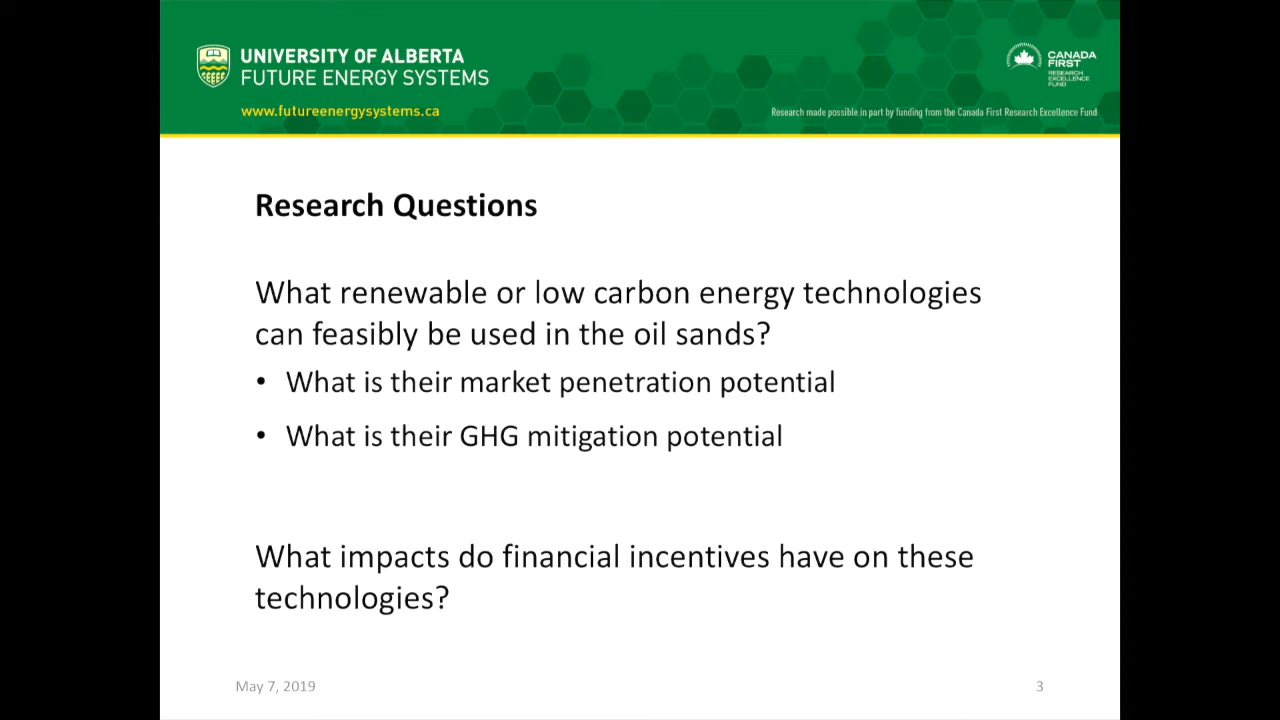 UNIVERSITY OF ALBERTA
FUTURE ENERGY SYSTEMS
www.futureenergysystems.ca
CANADA
FIRST
RESEARCH
EXCELLENCE
FUND
Research made possible in part by funding from the Canada First Research Excellence Fund
Research Questions
What renewable or low carbon energy technologies
can feasibly be used in the oil sands?
• What is their market penetration potential
• What is their GHG mitigation potential
What impacts do financial incentives have on these
technologies?
May 7, 2019
3